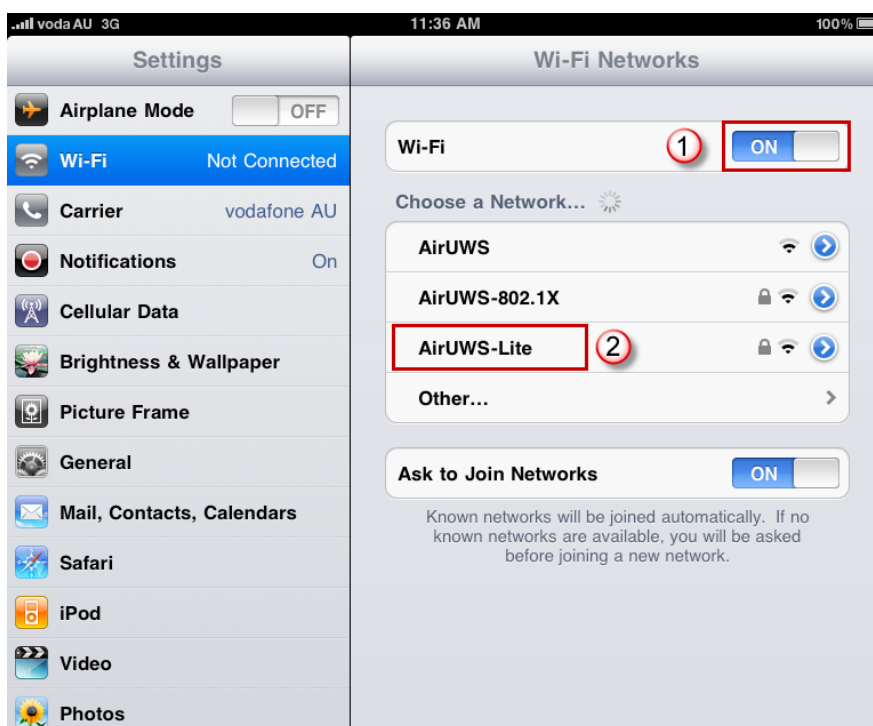 voda AU 3G
11:36 AM
100%
Settings
Airplane Mode OFF
Wi-Fi Not Connected
Carrier vodafone AU
Notifications On
Cellular Data
Brightness & Wallpaper
Picture Frame
General
Mail, Contacts, Calendars
Safari
iPod
Video
Photos
Wi-Fi Networks
Wi-Fi 1 ON
Choose a Network...
AirUWS
AirUWS-802.1X
AirUWS-Lite 2
Other...
Ask to Join Networks ON
Known networks will be joined automatically. If no
known networks are available, you will be asked
before joining a new network.